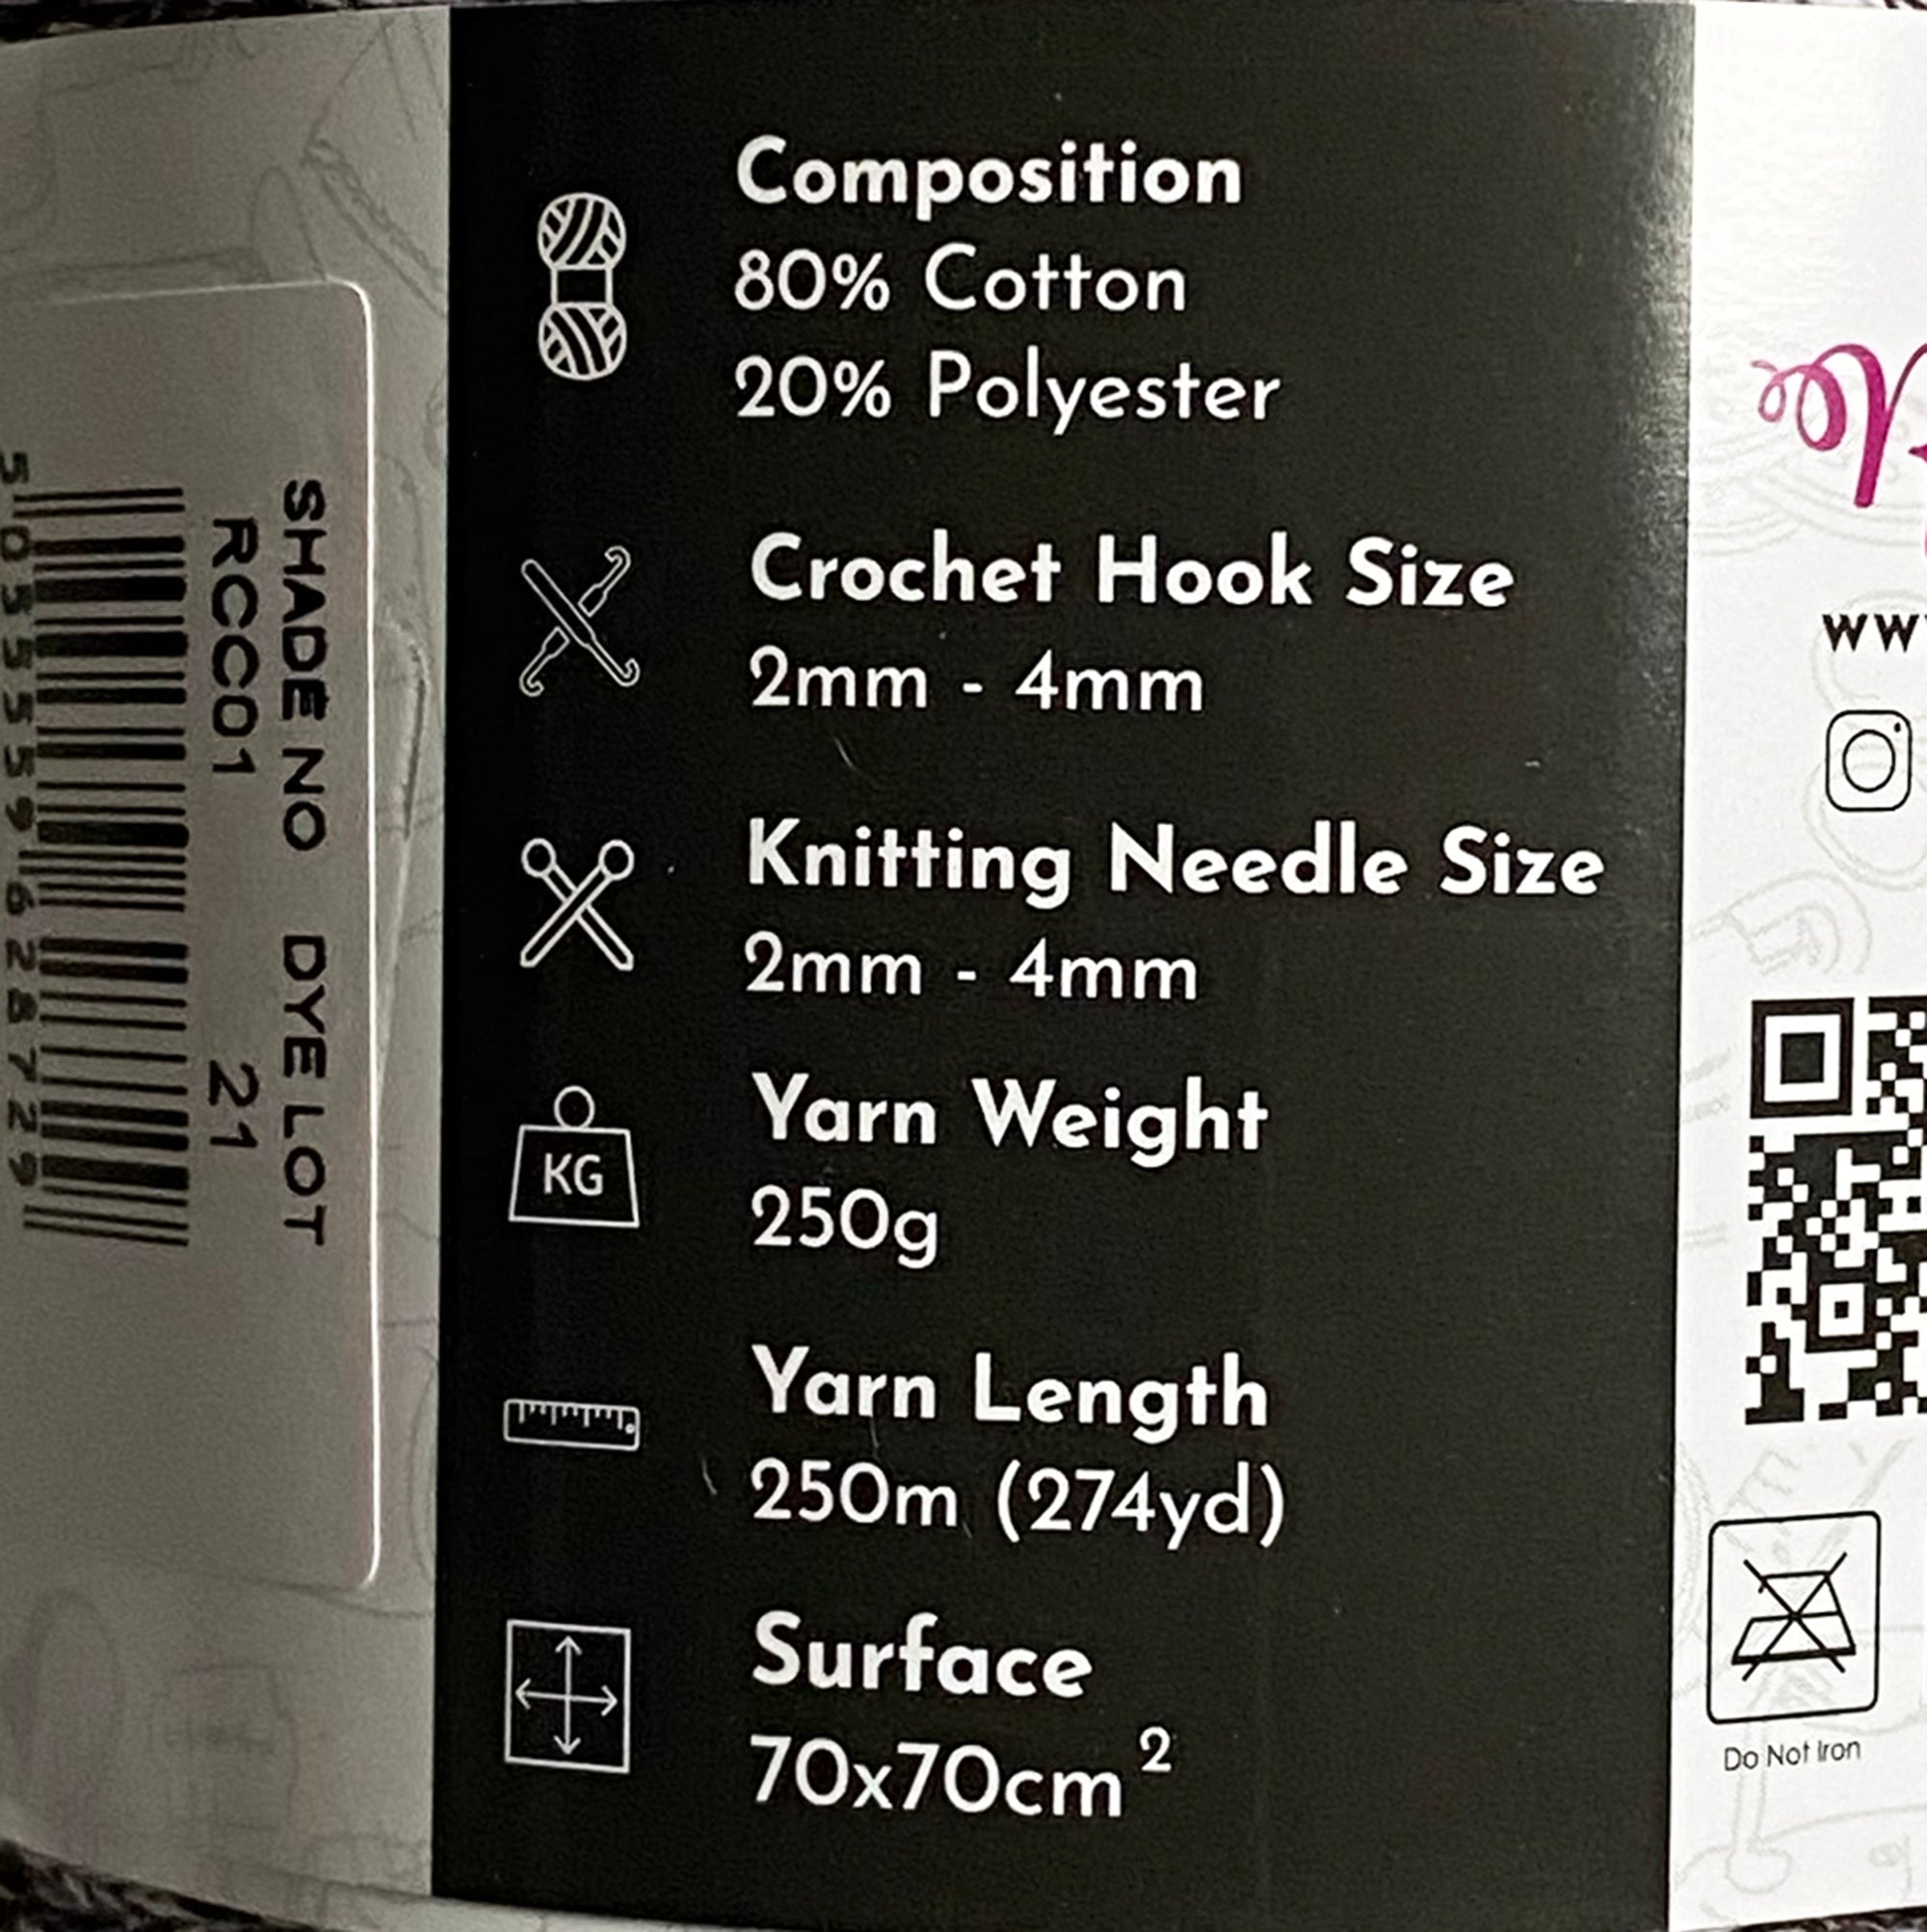 SHADE NO DYE LOT
RCC01 21
5 055559 628729
Composition
80% Cotton
20% Polyester
Crochet Hook Size
2mm - 4mm
Knitting Needle Size
2mm - 4mm
KG
Yarn Weight
250g
Yarn Length
250m (274yd)
Surface
70x70cm²
Do Not Iron